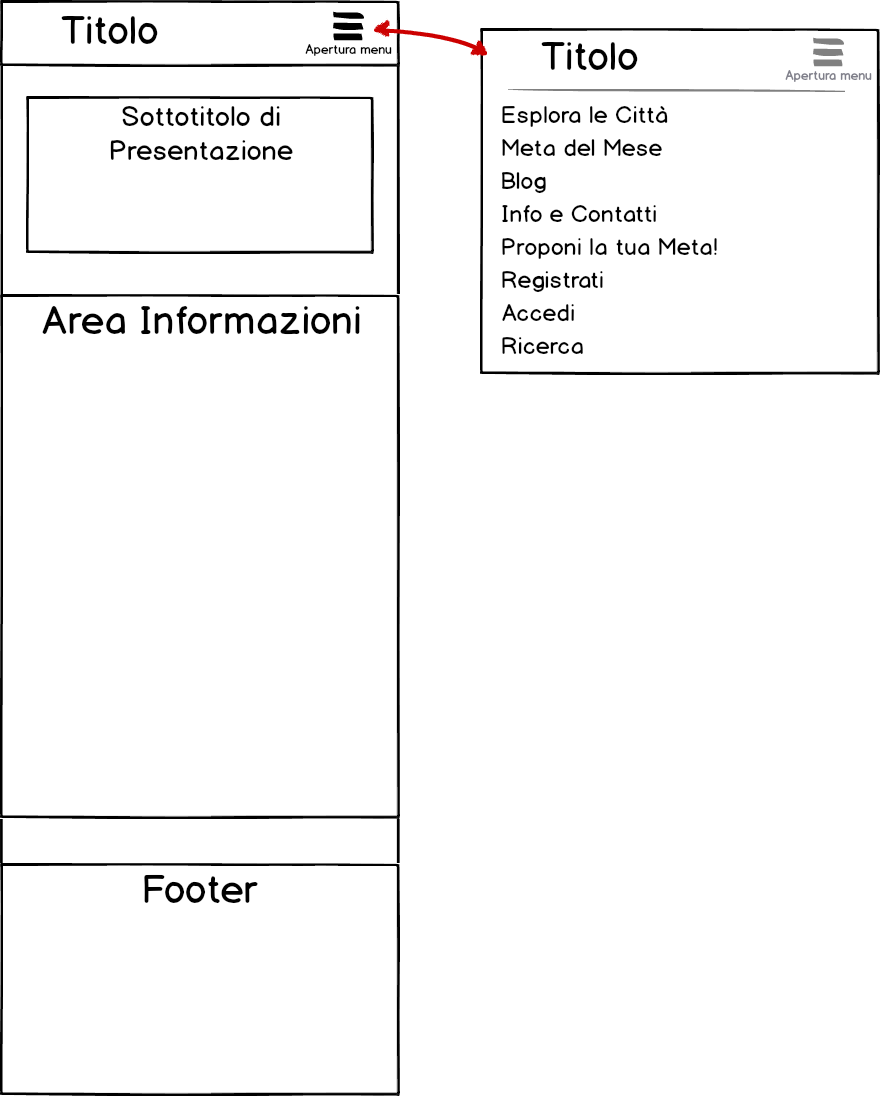 Titolo
Apertura menu
Sottotitolo di
Presentazione
Area Informazioni
Footer
Titolo
Apertura menu
Esplora le Città
Meta del Mese
Blog
Info e Contatti
Proponi la tua Meta!
Registrati
Accedi
Ricerca